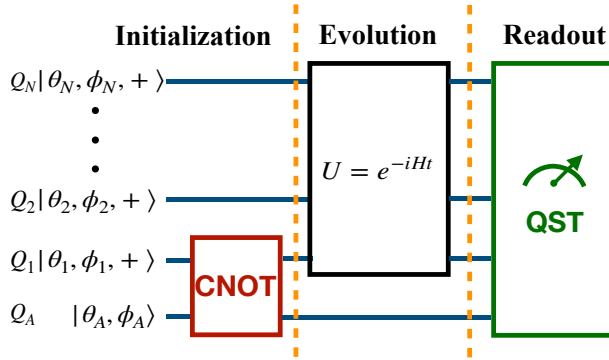 Initialization Evolution Readout
Q_N |θ_N, ϕ_N, + ⟩
U = e^{−iHt}
Q_2 |θ_2, ϕ_2, + ⟩
QST
Q_1 |θ_1, ϕ_1, + ⟩
CNOT
Q_A |θ_A, ϕ_A⟩